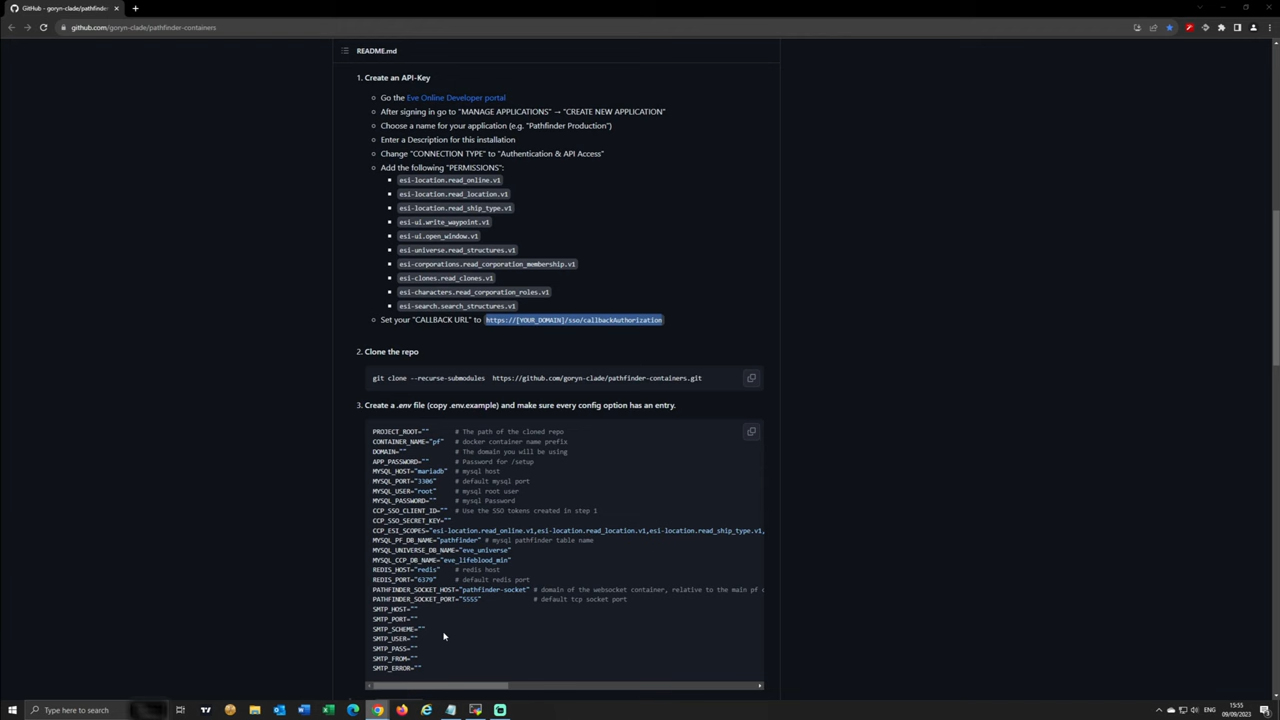 GitHub - goryn-clade/pathfinder
github.com/goryn-clade/pathfinder-containers
README.md
1. Create an API-Key
Go the Eve Online Developer portal
After signing in go to "MANAGE APPLICATIONS" → "CREATE NEW APPLICATION"
Choose a name for your application (e.g. "Pathfinder Production")
Enter a Description for this installation
Change "CONNECTION TYPE" to "Authentication & API Access"
Add the following "PERMISSIONS":
esi-location.read_online.v1
esi-location.read_location.v1
esi-location.read_ship_type.v1
esi-ui.write_waypoint.v1
esi-ui.open_window.v1
esi-universe.read_structures.v1
esi-corporations.read_corporation_membership.v1
esi-clones.read_clones.v1
esi-characters.read_corporation_roles.v1
esi-search.search_structures.v1
Set your "CALLBACK URL" to https://[YOUR_DOMAIN]/sso/callbackAuthorization
2. Clone the repo
git clone --recurse-submodules https://github.com/goryn-clade/pathfinder-containers.git
3. Create a .env file (copy .env.example) and make sure every config option has an entry.
PROJECT_ROOT="" # The path of the cloned repo
CONTAINER_NAME="pf" # docker container name prefix
DOMAIN="" # The domain you will be using
APP_PASSWORD="" # Password for /setup
MYSQL_HOST="mariadb" # mysql host
MYSQL_PORT="3306" # default mysql port
MYSQL_USER="root" # mysql root user
MYSQL_PASSWORD="" # mysql Password
CCP_SSO_CLIENT_ID="" # Use the SSO tokens created in step 1
CCP_SSO_SECRET_KEY=""
CCP_ESI_SCOPES="esi-location.read_online.v1,esi-location.read_location.v1,esi-location.read_ship_type.v1,
MYSQL_PF_DB_NAME="pathfinder" # mysql pathfinder table name
MYSQL_UNIVERSE_DB_NAME="eve_universe"
MYSQL_CCP_DB_NAME="eve_lifeblood_min"
REDIS_HOST="redis" # redis host
REDIS_PORT="6379" # default redis port
PATHFINDER_SOCKET_HOST="pathfinder-socket" # domain of the websocket container, relative to the main pf c
PATHFINDER_SOCKET_PORT="5555" # default tcp socket port
SMTP_HOST=""
SMTP_PORT=""
SMTP_SCHEME=""
SMTP_USER=""
SMTP_PASS=""
SMTP_FROM=""
SMTP_ERROR=""
Type here to search
ENG
15:55
09/09/2023